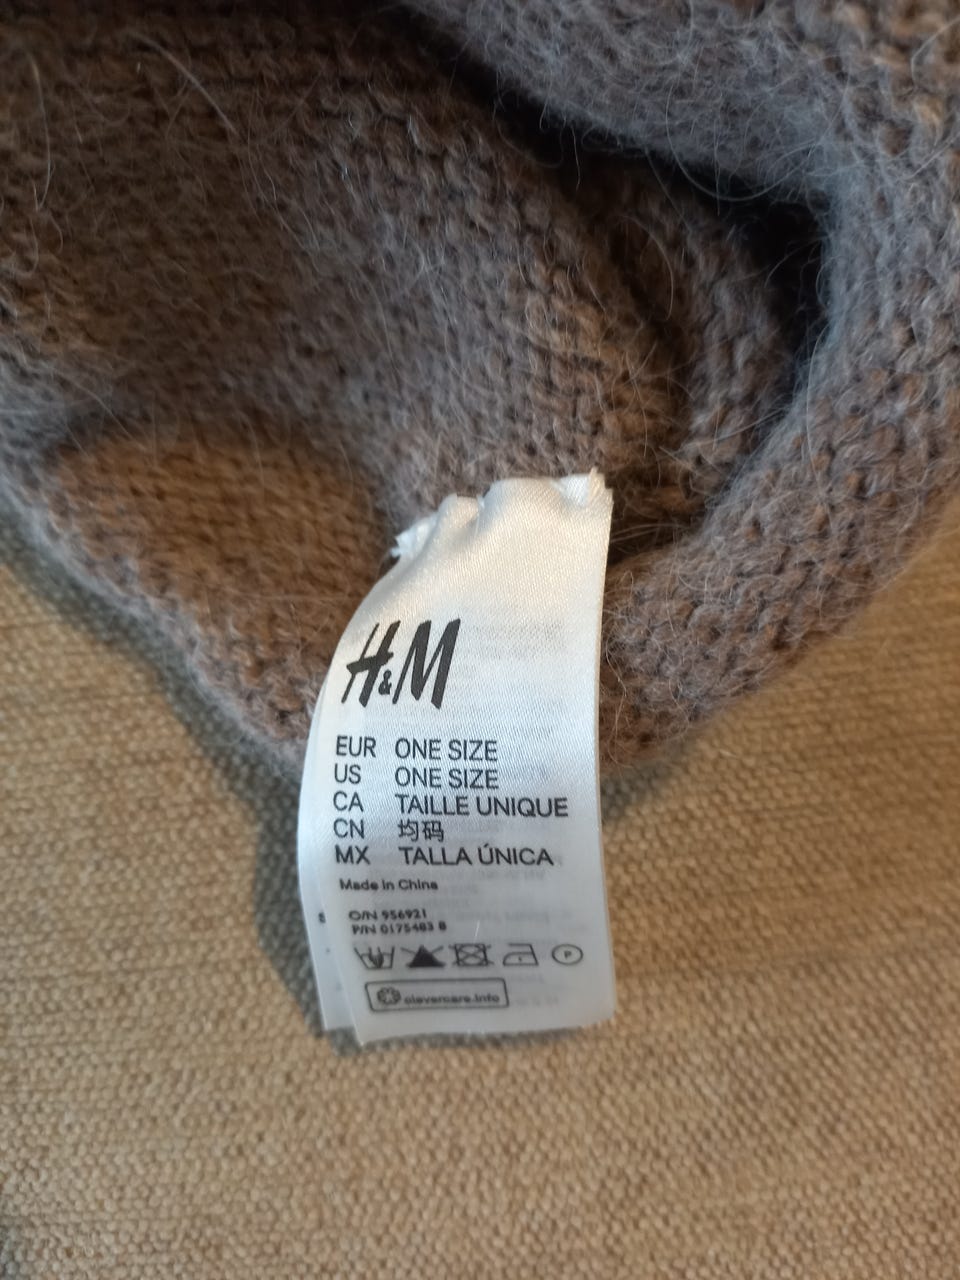 H&M
EUR ONE SIZE
US ONE SIZE
CA TAILLE UNIQUE
CN 均码
MX TALLA ÚNICA
Made in China
O/N 956921
P/N 0175483 8
P
clevercare.info